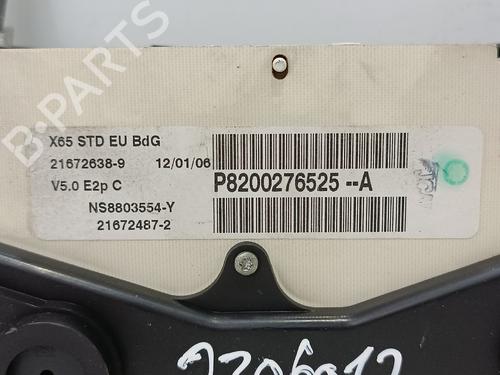 B-PARTS
X65 STD EU BdG
21672638-9 12/01/06
V5.0 E2p C
P8200276525--A
NS8803554-Y
21672487-2